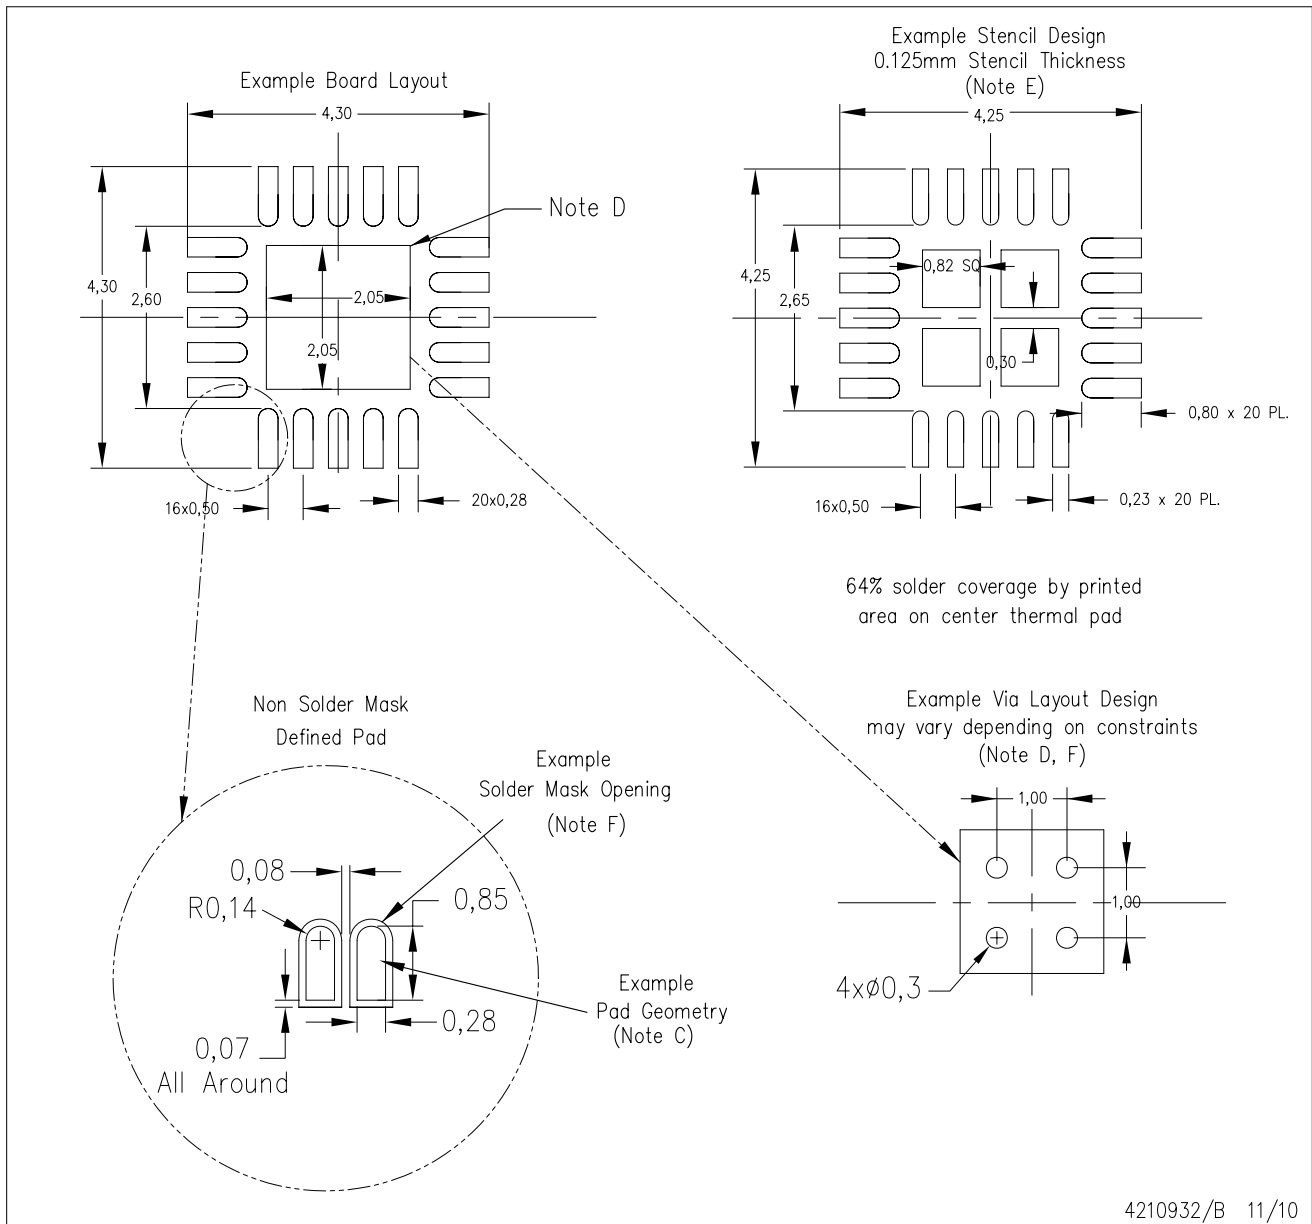 Example Board Layout
4,30
4,30
2,60
2,05
2,05
Note D
16x0,50
20x0,28
Example Stencil Design
0.125mm Stencil Thickness
(Note E)
4,25
4,25
2,65
0,82 SQ
0,30
0,80 x 20 PL.
16x0,50
0,23 x 20 PL.
64% solder coverage by printed
area on center thermal pad
Non Solder Mask
Defined Pad
Example
Solder Mask Opening
(Note F)
0,08
R0,14
0,85
Example
Pad Geometry
(Note C)
0,28
0,07
All Around
Example Via Layout Design
may vary depending on constraints
(Note D, F)
1,00
1,00
4xø0,3
4210932/B 11/10